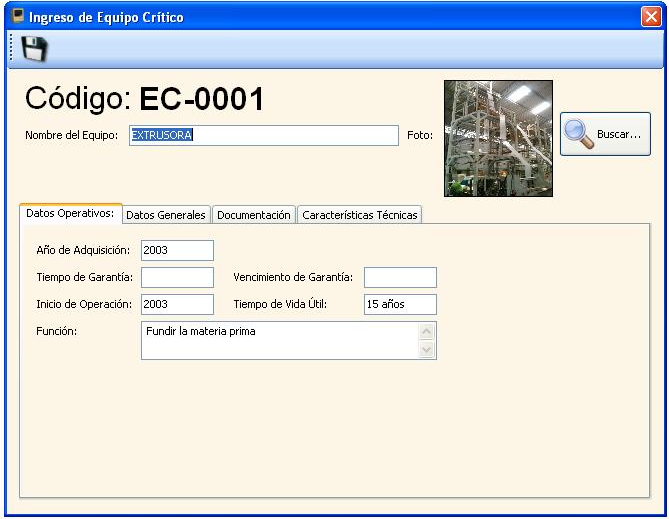 Ingreso de Equipo Crítico
Código: EC-0001
Nombre del Equipo: EXTRUSORA Foto: Buscar...
Datos Operativos: Datos Generales Documentación Características Técnicas
Año de Adquisición: 2003
Tiempo de Garantía: Vencimiento de Garantía:
Inicio de Operación: 2003 Tiempo de Vida Útil: 15 años
Función: Fundir la materia prima